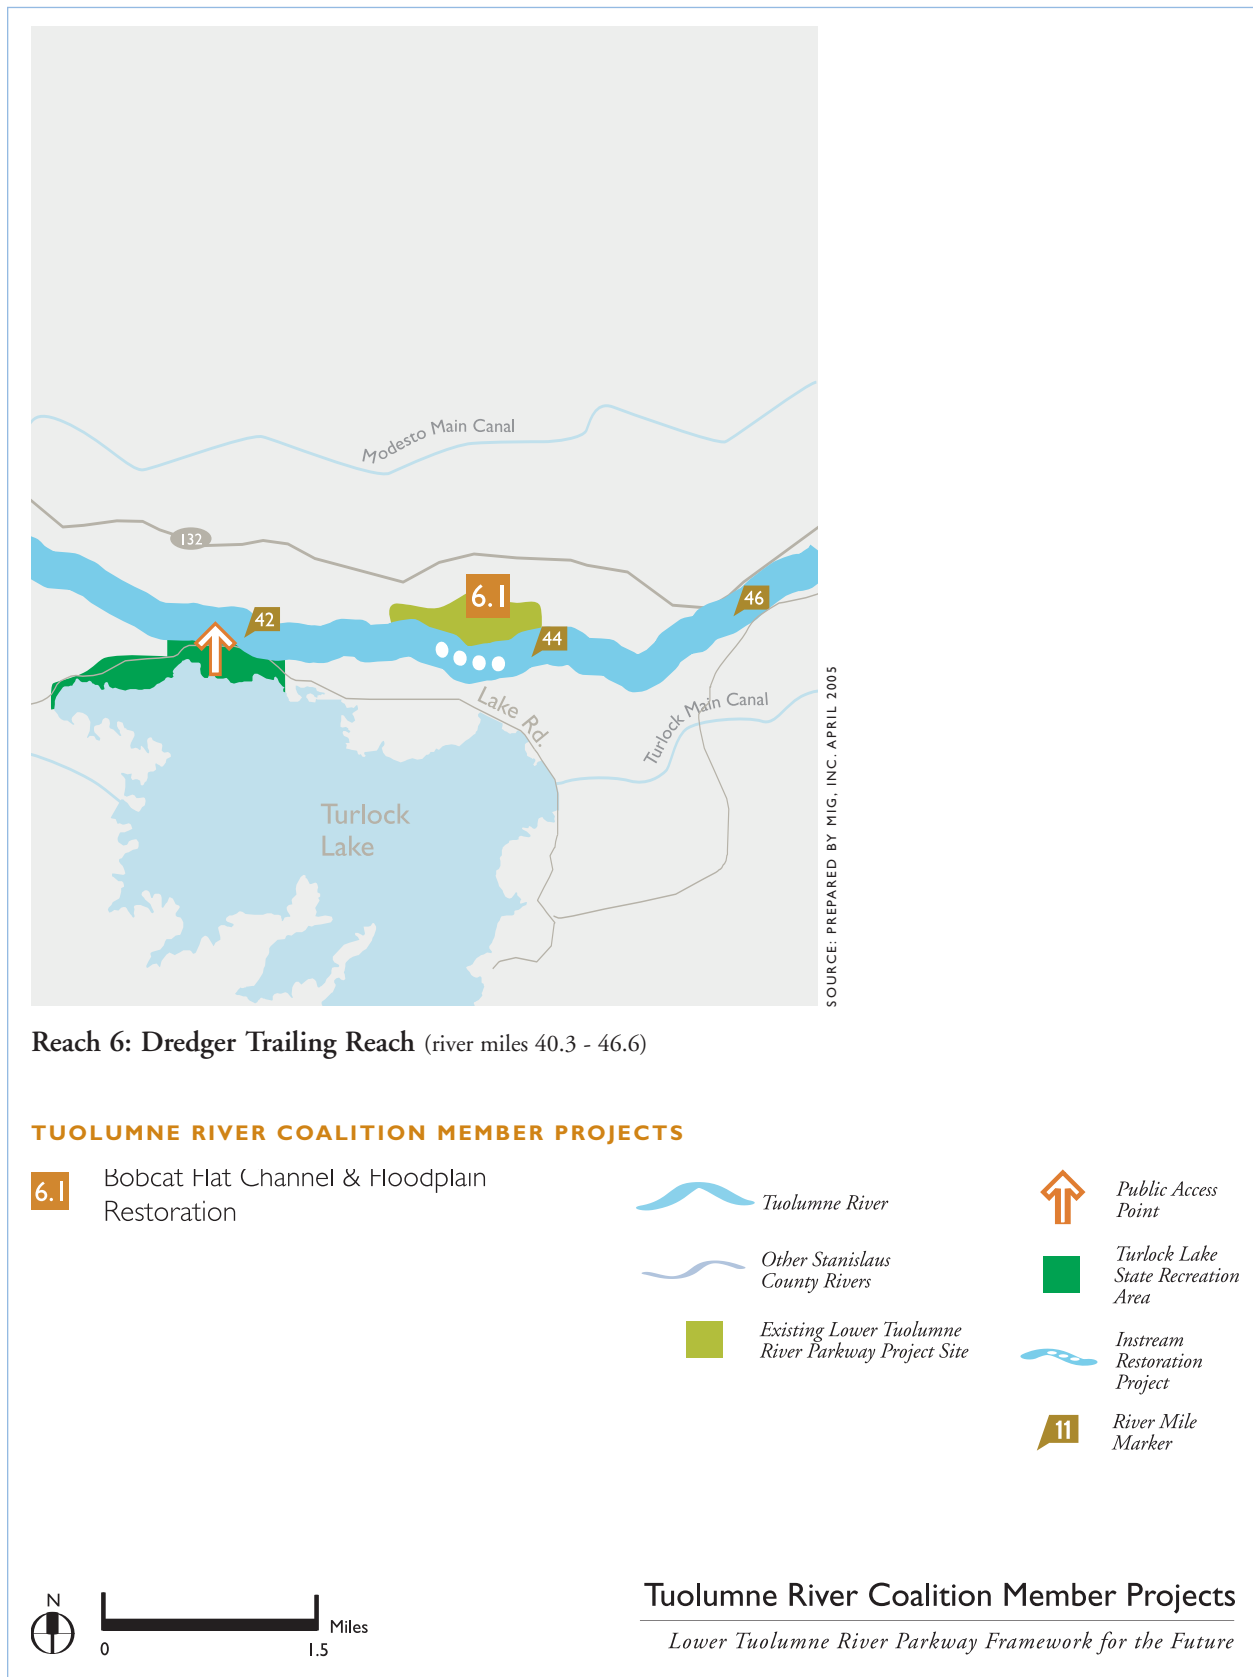 Modesto Main Canal
132
6.1
46
42
44
Lake Rd.
Turlock Main Canal
Turlock
Lake
SOURCE: PREPARED BY MIG, INC. APRIL 2005
Reach 6: Dredger Trailing Reach (river miles 40.3 - 46.6)
TUOLUMNE RIVER COALITION MEMBER PROJECTS
6.1
Bobcat Flat Channel & Floodplain
Restoration
Tuolumne River
Other Stanislaus
County Rivers
Existing Lower Tuolumne
River Parkway Project Site
Public Access
Point
Turlock Lake
State Recreation
Area
Instream
Restoration
Project
11
River Mile
Marker
N
0
1.5
Miles
Tuolumne River Coalition Member Projects
Lower Tuolumne River Parkway Framework for the Future